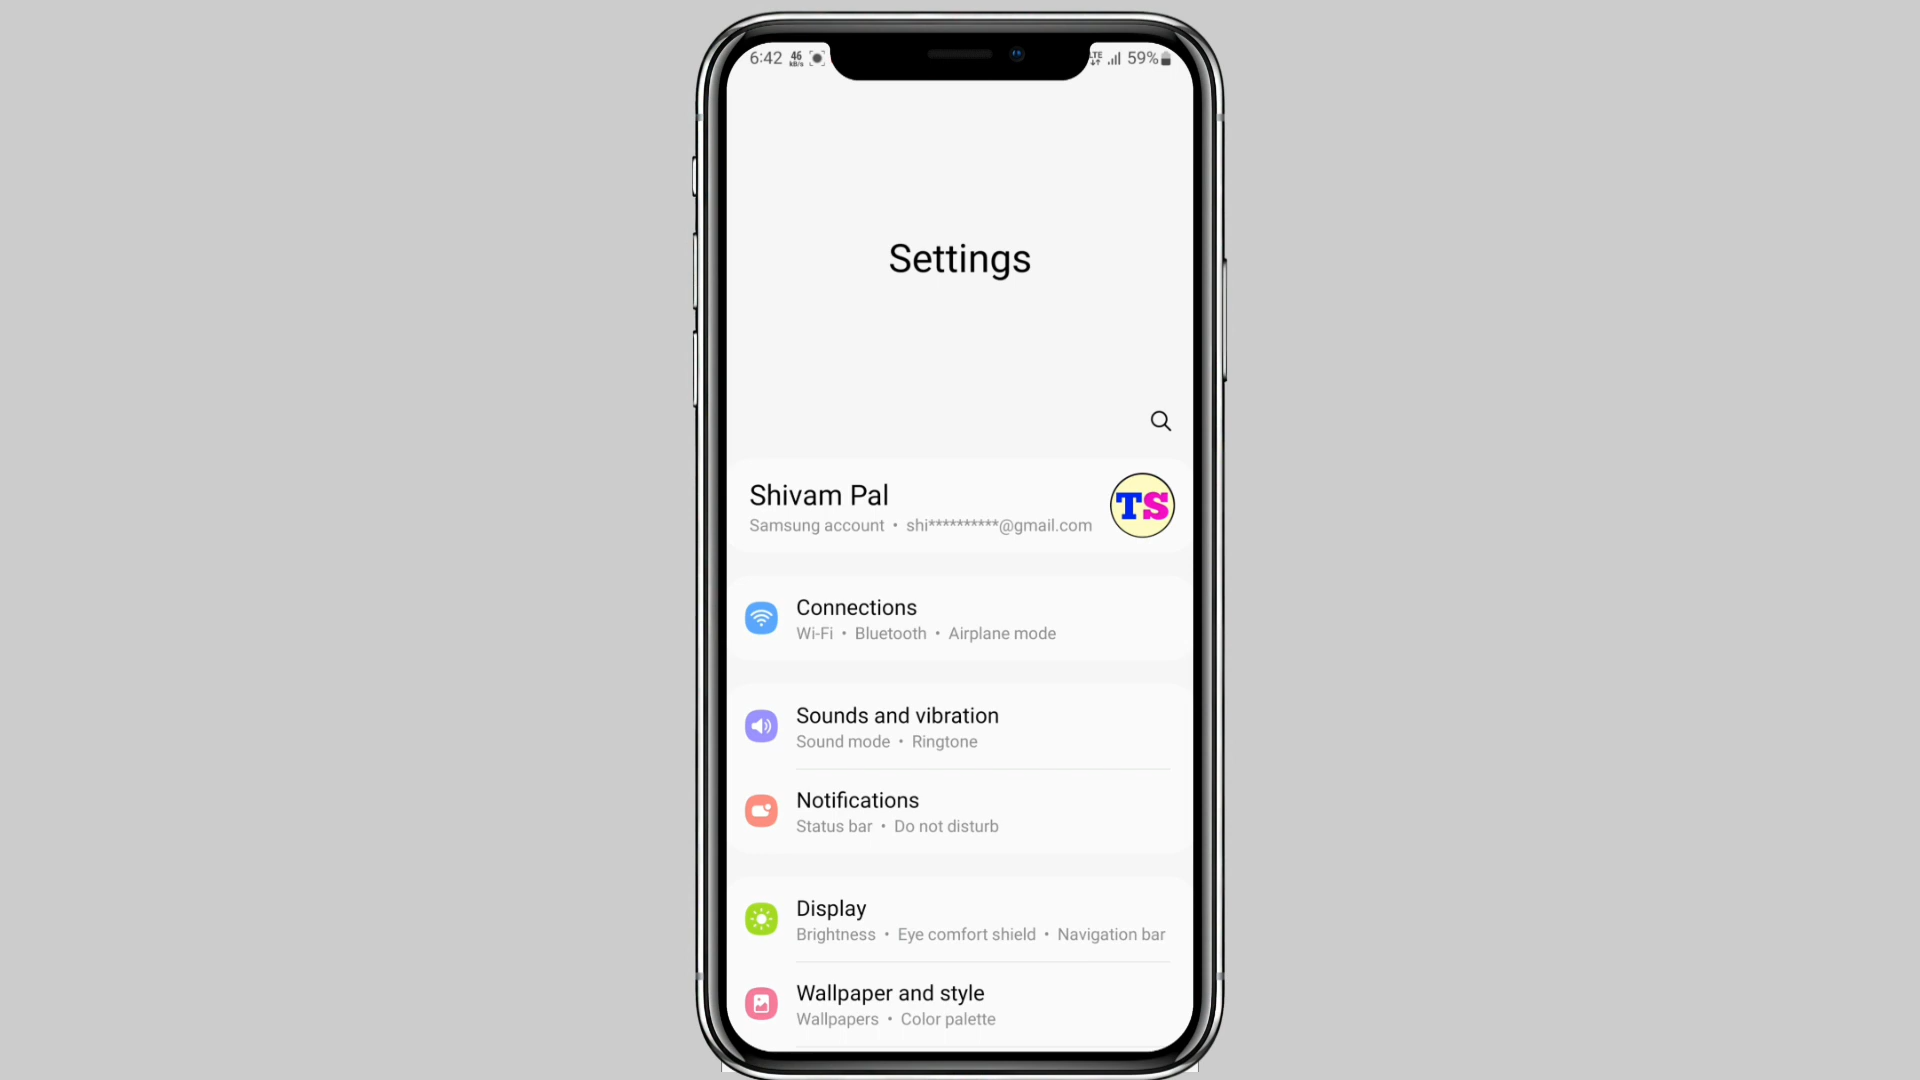 6:42 46 KB/s LTE 59%
Settings
Shivam Pal
Samsung account • shi**********@gmail.com
TS
Connections
Wi-Fi • Bluetooth • Airplane mode
Sounds and vibration
Sound mode • Ringtone
Notifications
Status bar • Do not disturb
Display
Brightness • Eye comfort shield • Navigation bar
Wallpaper and style
Wallpapers • Color palette